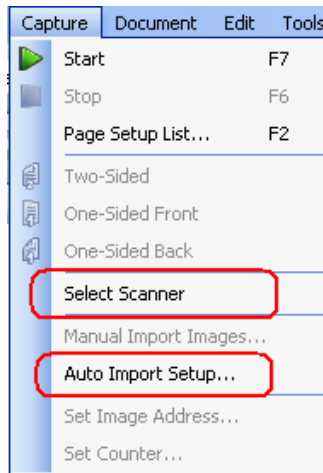 Capture Document Edit Tools
Start F7
Stop F6
Page Setup List... F2
Two-Sided
One-Sided Front
One-Sided Back
Select Scanner
Manual Import Images...
Auto Import Setup...
Set Image Address...
Set Counter...